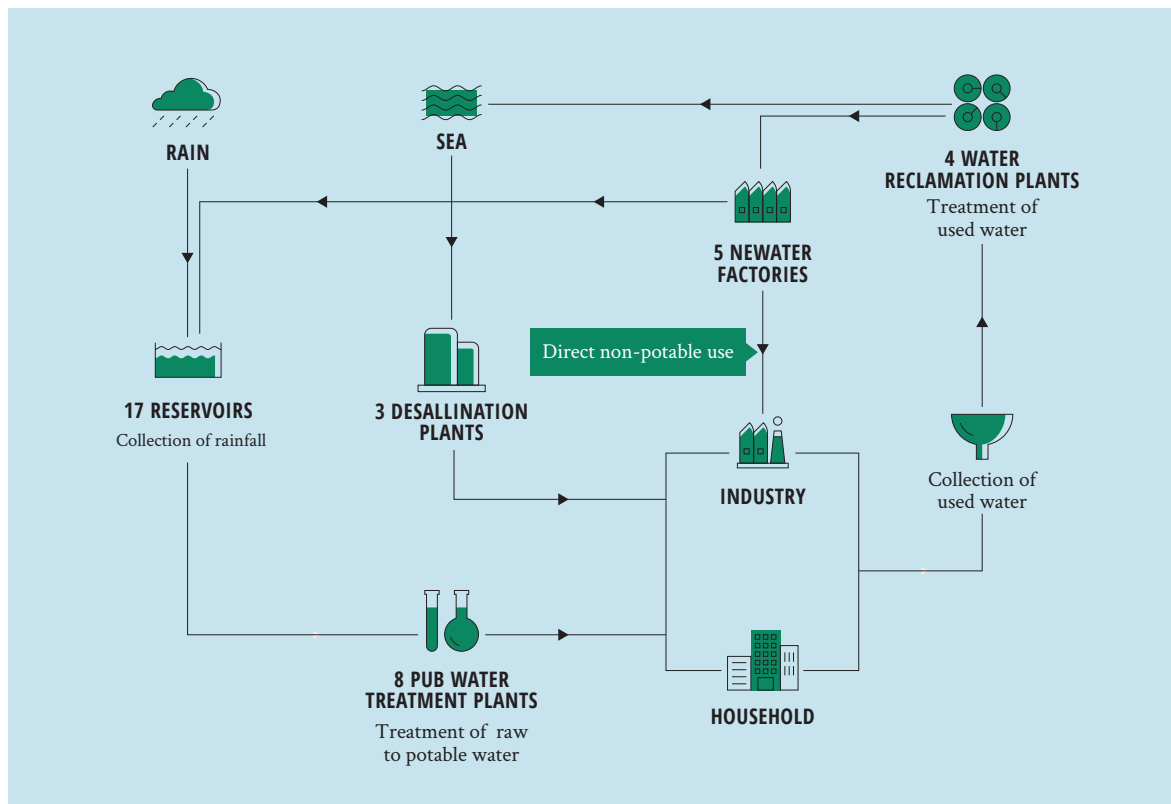 RAIN
SEA
4 WATER
RECLAMATION PLANTS
Treatment of
used water
5 NEWATER
FACTORIES
Direct non-potable use
17 RESERVOIRS
Collection of rainfall
3 DESALLINATION
PLANTS
INDUSTRY
Collection of
used water
8 PUB WATER
TREATMENT PLANTS
Treatment of raw
to potable water
HOUSEHOLD